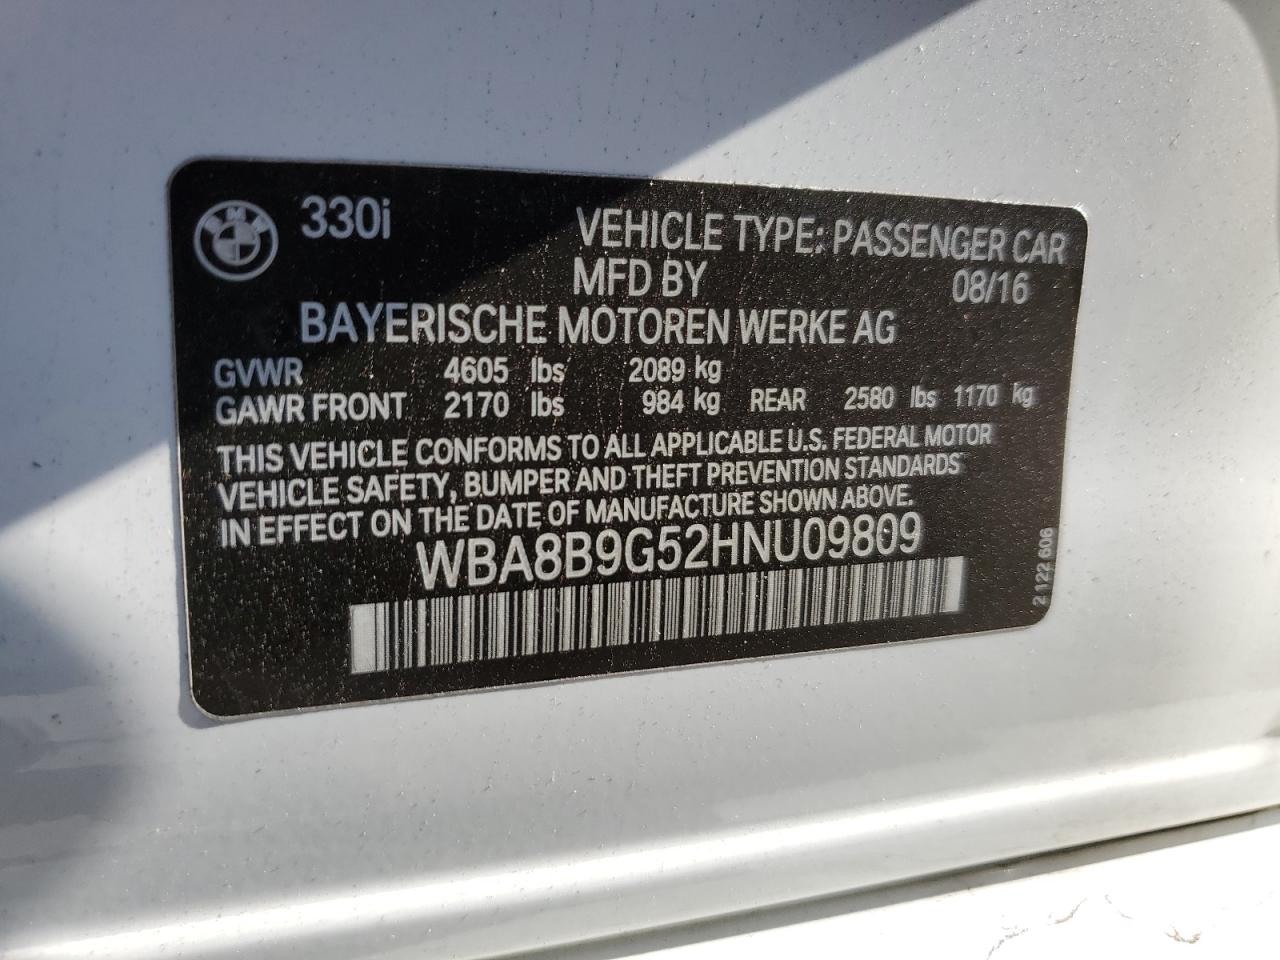 BMW
330i
VEHICLE TYPE: PASSENGER CAR
MFD BY 08/16
BAYERISCHE MOTOREN WERKE AG
GVWR 4605 lbs 2089 kg
GAWR FRONT 2170 lbs 984 kg REAR 2580 lbs 1170 kg
THIS VEHICLE CONFORMS TO ALL APPLICABLE U.S. FEDERAL MOTOR
VEHICLE SAFETY, BUMPER AND THEFT PREVENTION STANDARDS
IN EFFECT ON THE DATE OF MANUFACTURE SHOWN ABOVE.
WBA8B9G52HNU09809
2 122 606